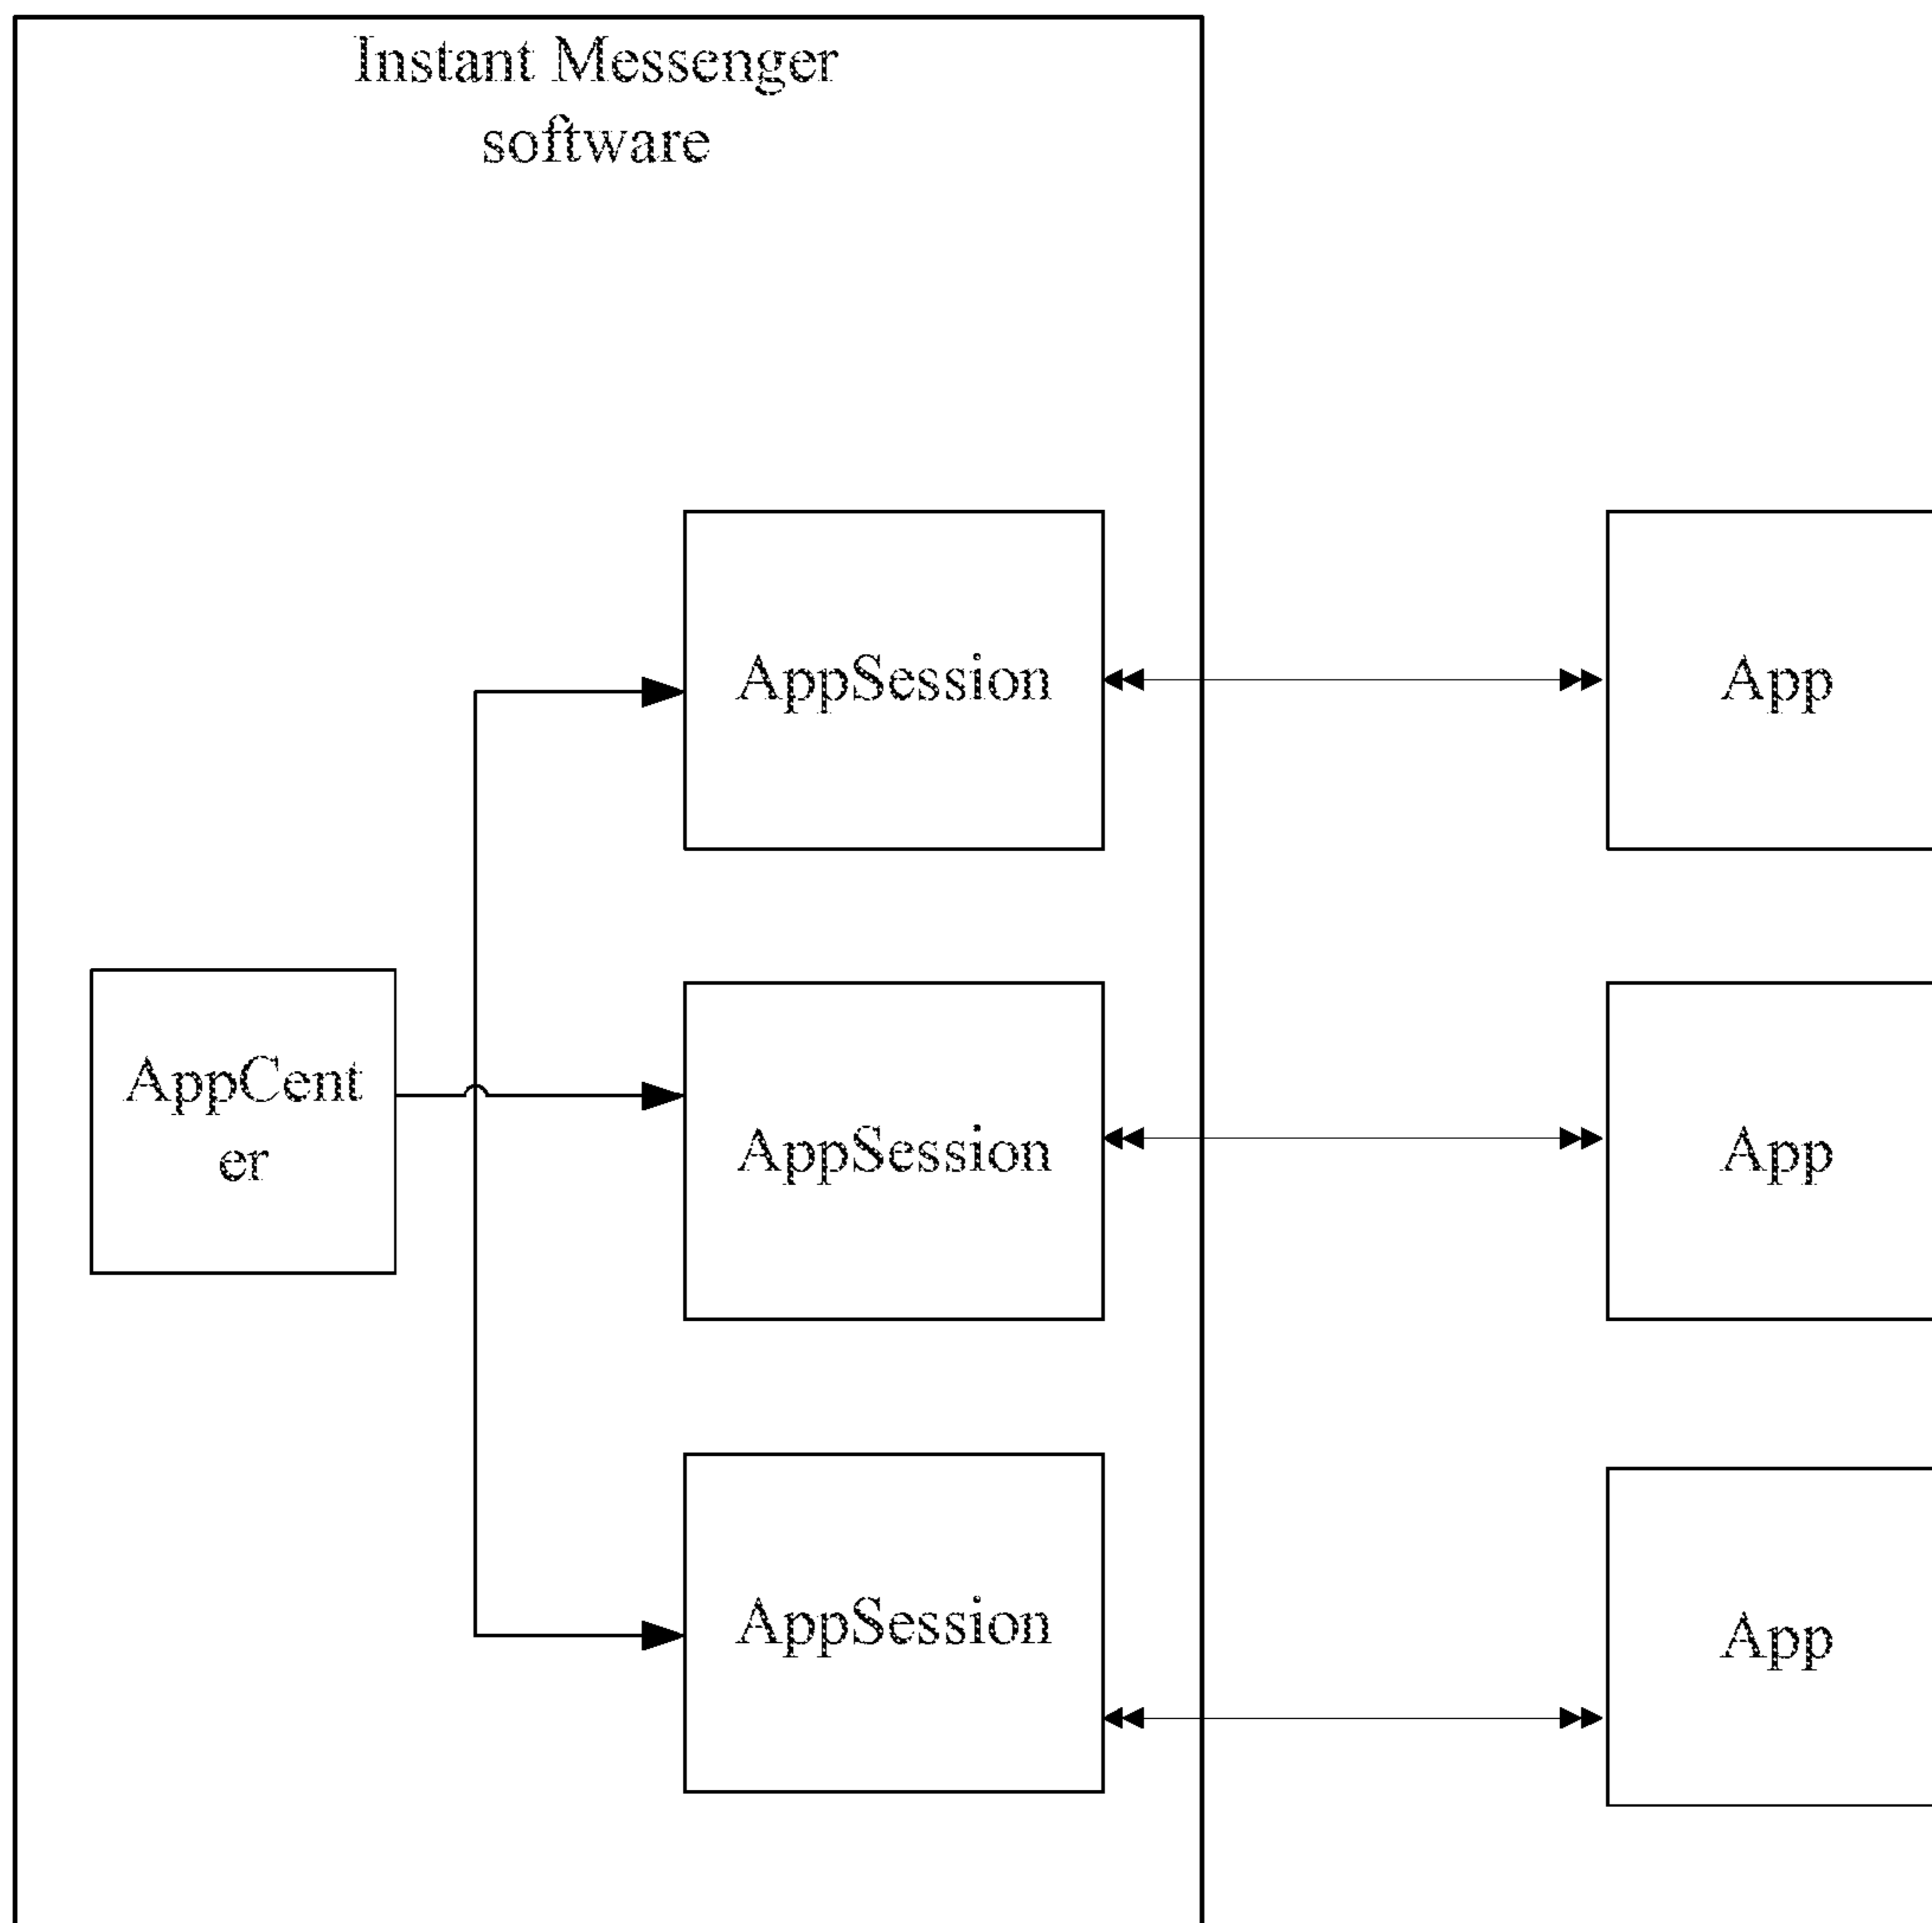 Instant Messenger
software
AppSession
App
AppCent
er
AppSession
App
AppSession
App